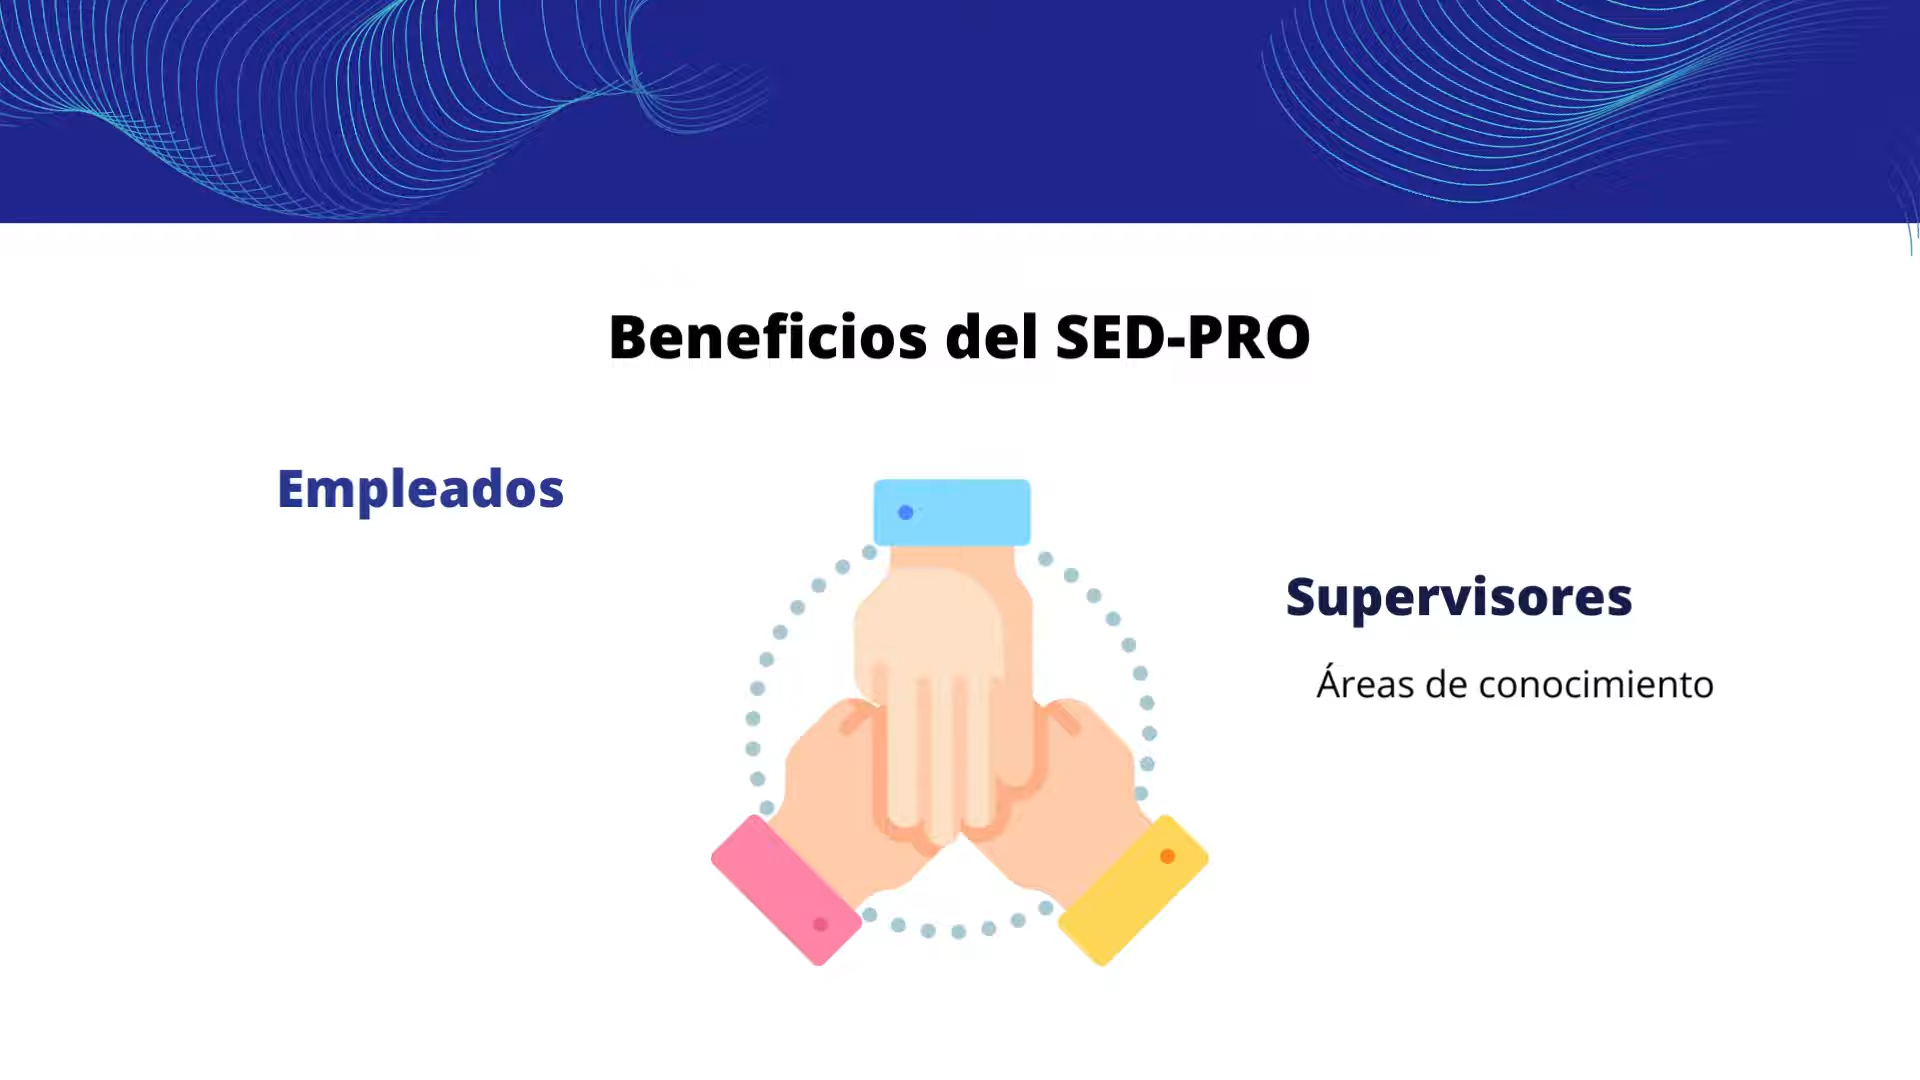 Beneficios del SED-PRO
Empleados
Supervisores
Áreas de conocimiento